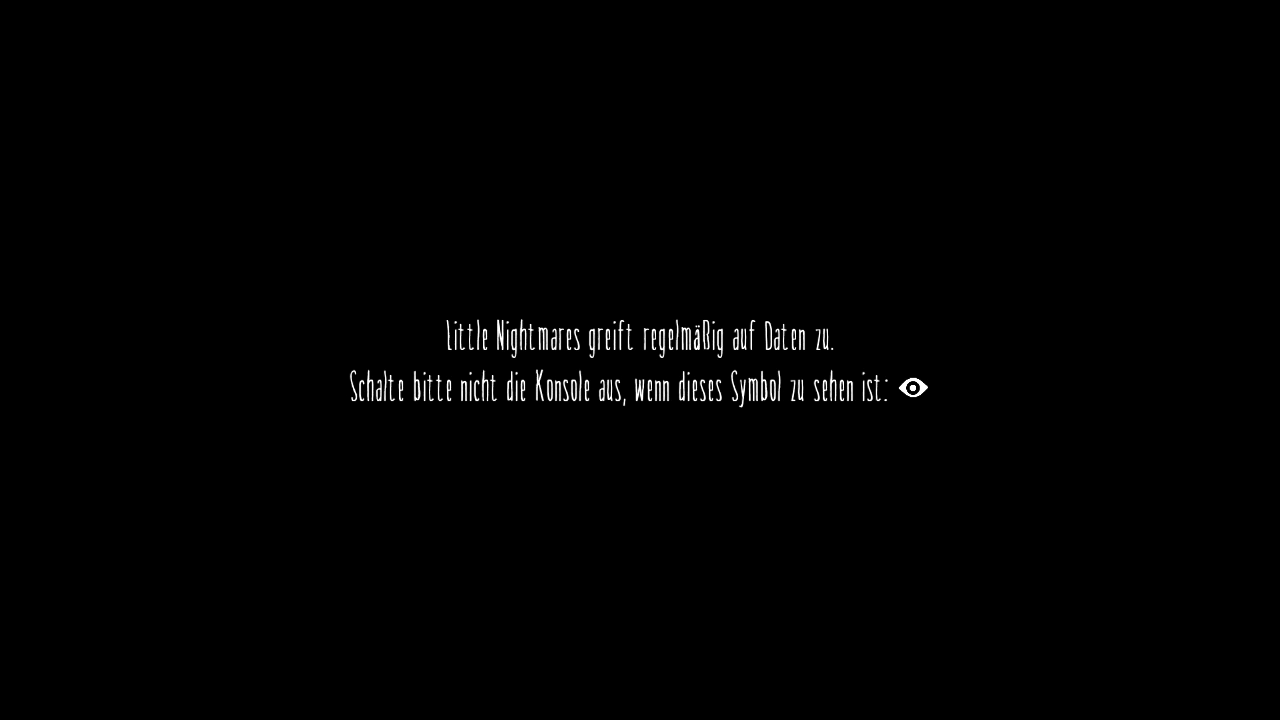 Little Nightmares greift regelmäßig auf Daten zu.
Schalte bitte nicht die Konsole aus, wenn dieses Symbol zu sehen ist: